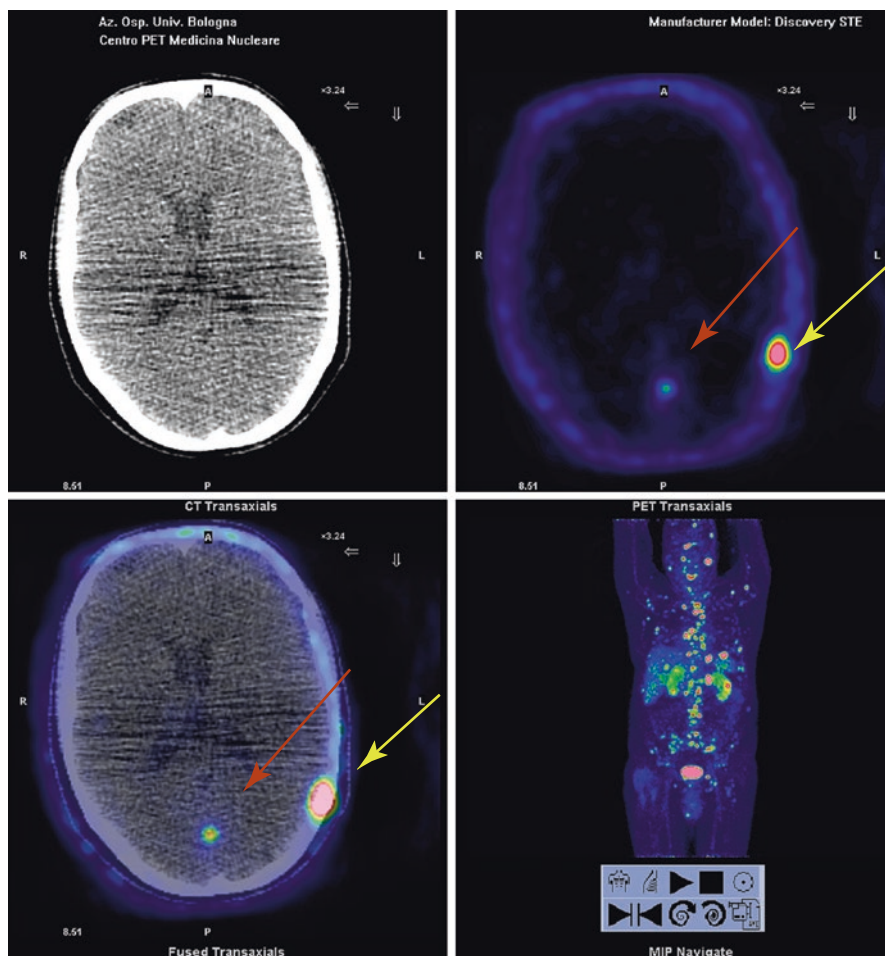 Az. Osp. Univ. Bologna
Centro PET Medicina Nucleare
A
×3.24
R
L
8.51
P
CT Transaxials
Manufacturer Model: Discovery STE
A
×3.24
R
L
8.51
P
PET Transaxials
A
×3.24
R
L
8.51
P
Fused Transaxials
MIP Navigate